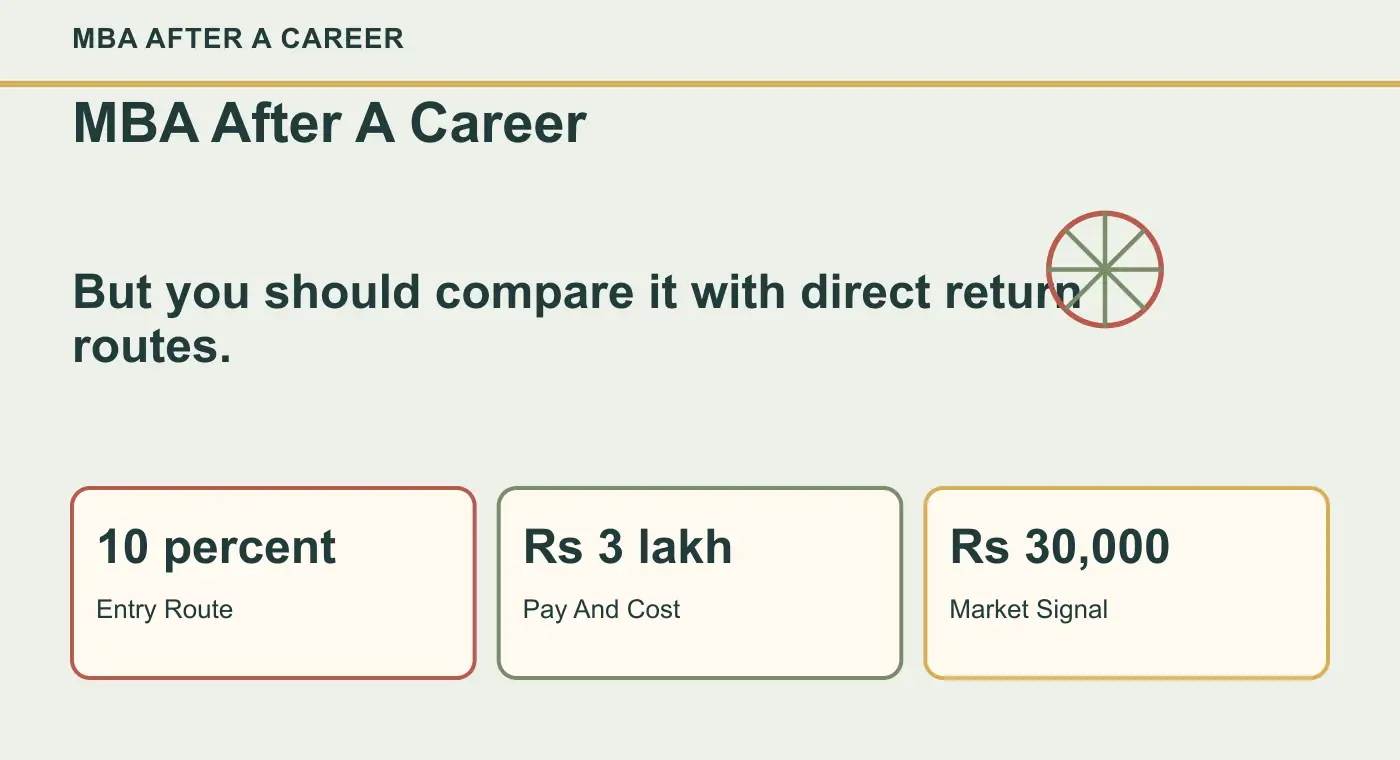 MBA AFTER A CAREER
MBA After A Career
But you should compare it with direct return
routes.
10 percent
Entry Route
Rs 3 lakh
Pay And Cost
Rs 30,000
Market Signal